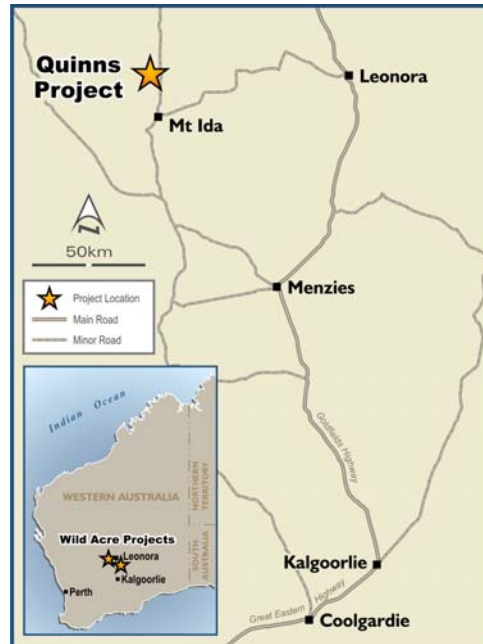 Quinns
Project
Leonora
Mt Ida
N
50km
Menzies
Project Location
Main Road
Minor Road
Goldfields Highway
Indian Ocean
WESTERN AUSTRALIA
NORTHERN
TERRITORY
SOUTH
AUSTRALIA
Wild Acre Projects
Leonora
Kalgoorlie
Perth
Kalgoorlie
Great Eastern Highway
Coolgardie